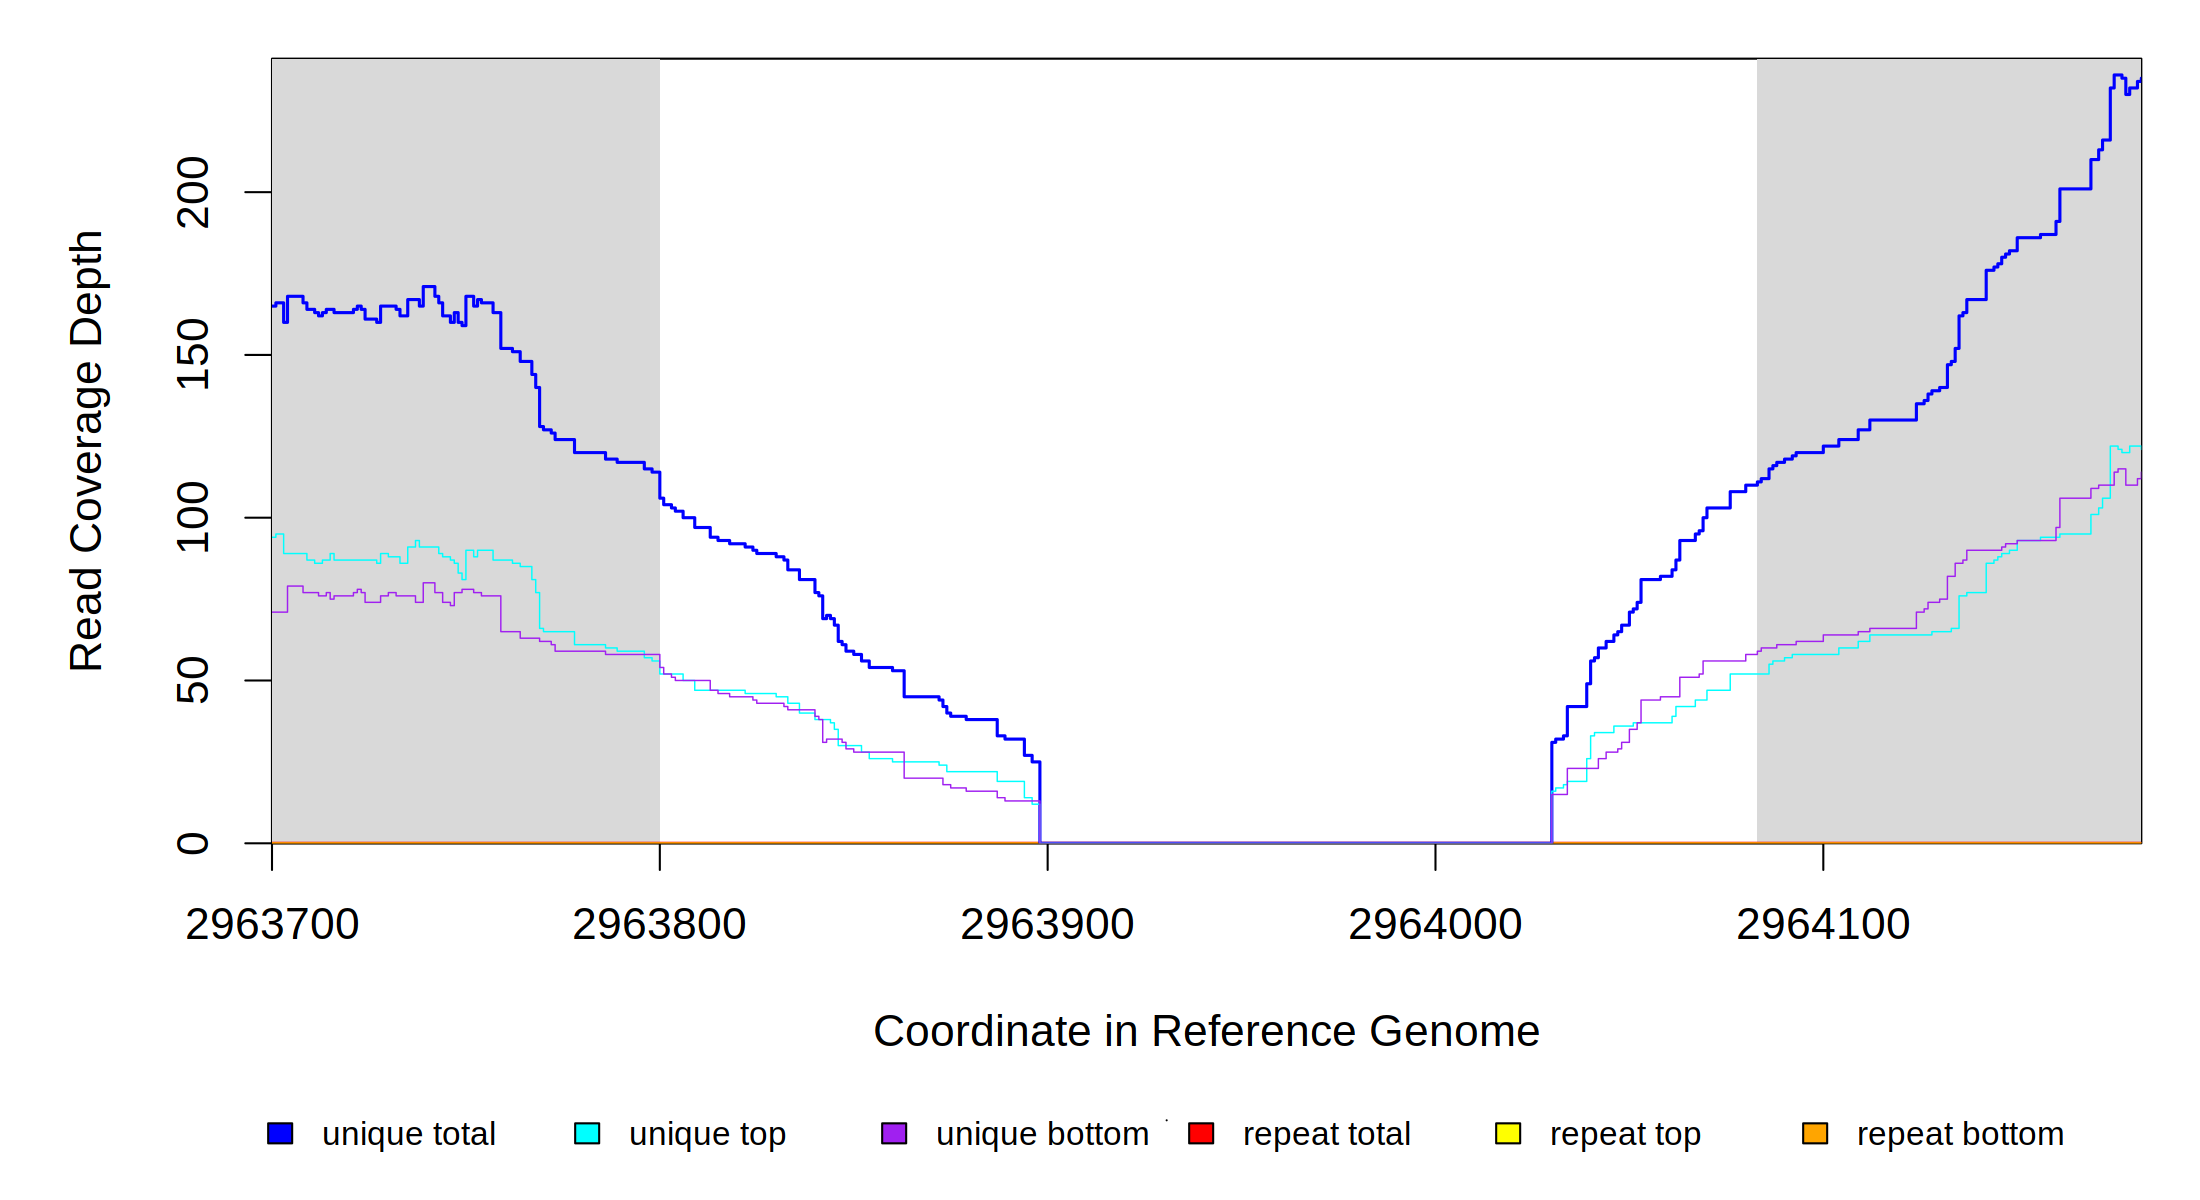 Read Coverage Depth
200
150
100
50
0
2963700 2963800 2963900 2964000 2964100
Coordinate in Reference Genome
unique total unique top unique bottom repeat total repeat top repeat bottom